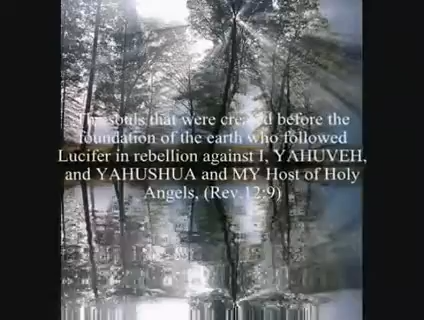 The souls that were created before the
foundation of the earth who followed
Lucifer in rebellion against I, YAHUVEH,
and YAHUSHUA and MY Host of Holy
Angels, (Rev.12:9)